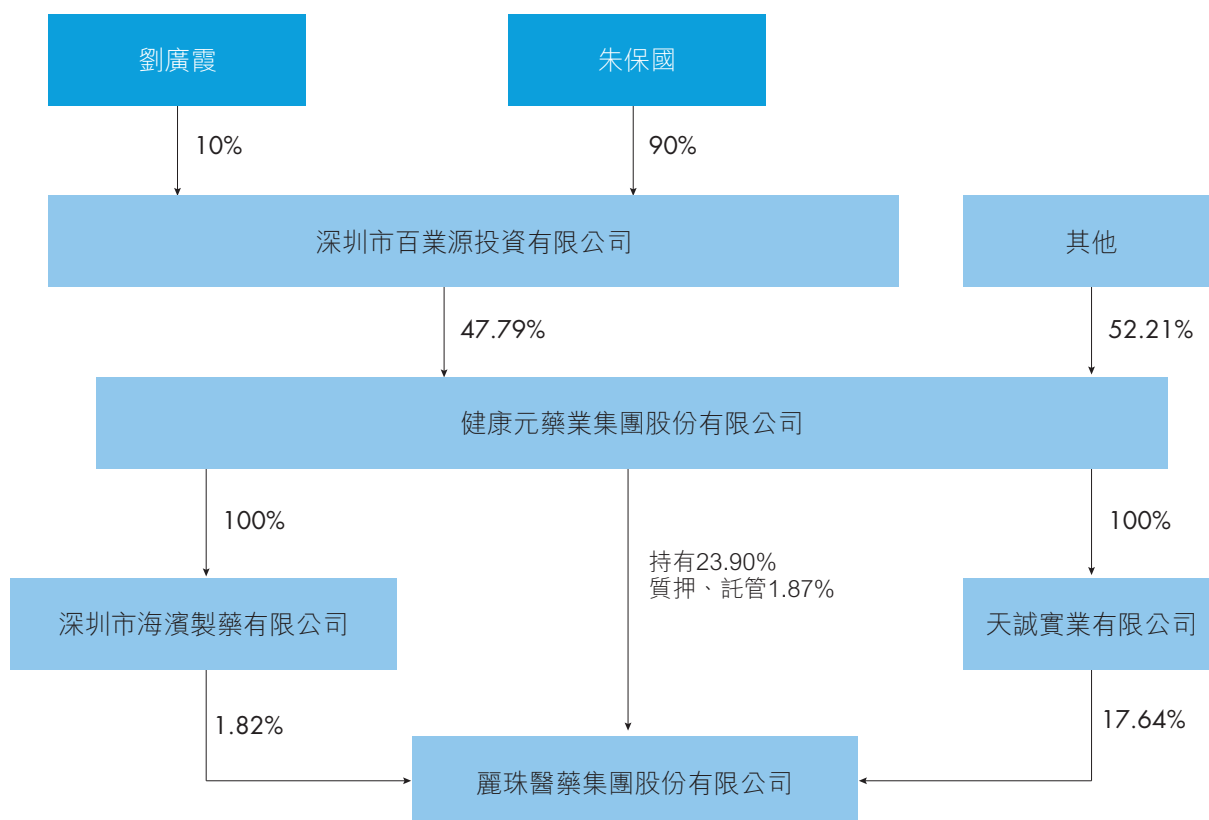 劉廣霞
朱保國
10%
90%
深圳市百業源投資有限公司
其他
47.79%
52.21%
健康元藥業集團股份有限公司
100%
100%
持有23.90%
質押、託管1.87%
深圳市海濱製藥有限公司
天誠實業有限公司
1.82%
17.64%
麗珠醫藥集團股份有限公司